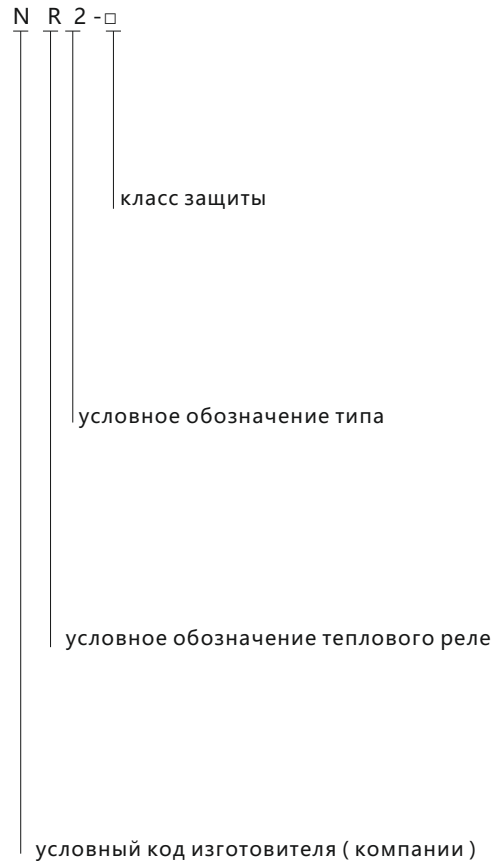 N R 2 - □
класс защиты
условное обозначение типа
условное обозначение теплового реле
условный код изготовителя ( компании )